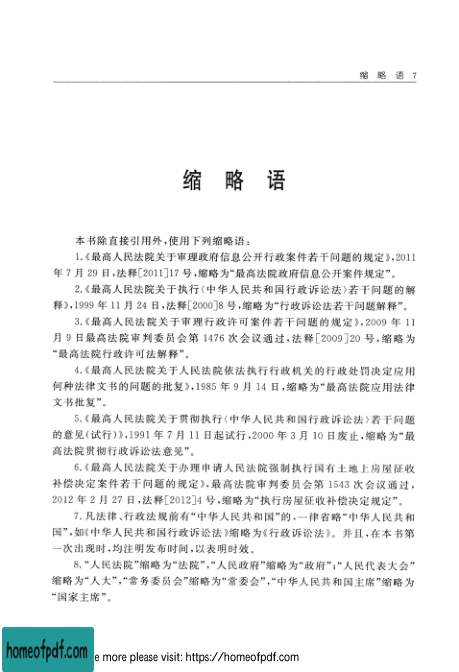 缩 略 语 7
缩 略 语
本书除直接引用外,使用下列缩略语:
1.《最高人民法院关于审理政府信息公开行政案件若干问题的规定》,2011
年7月29日,法释[2011]17号,缩略为“最高法院政府信息公开案件规定”。
2.《最高人民法院关于执行〈中华人民共和国行政诉讼法〉若干问题的解
释》,1999年11月24日,法释[2000]8号,缩略为“行政诉讼法若干问题解释”。
3.《最高人民法院关于审理行政许可案件若干问题的规定》,2009年11
月9日最高法院审判委员会第1476次会议通过,法释[2009]20号,缩略为
“最高法院行政许可法解释”。
4.《最高人民法院关于人民法院依法执行行政机关的行政处罚决定应用
何种法律文书的问题的批复》,1985年9月14日,缩略为“最高法院应用法律
文书批复”。
5.《最高人民法院关于贯彻执行〈中华人民共和国行政诉讼法〉若干问题
的意见(试行)》,1991年7月11日起试行,2000年3月10日废止,缩略为“最
高法院贯彻行政诉讼法意见”。
6.《最高人民法院关于办理申请人民法院强制执行国有土地上房屋征收
补偿决定案件若干问题的规定》,最高法院审判委员会第1543次会议通过,
2012年2月27日,法释[2012]4号,缩略为“执行房屋征收补偿决定规定”。
7.凡法律、行政法规前有“中华人民共和国”的,一律省略“中华人民共和
国”,如《中华人民共和国行政诉讼法》缩略为《行政诉讼法》。并且,在本书第
一次出现时,均注明发布时间,以表明时效。
8.“人民法院”缩略为“法院”,“人民政府”缩略为“政府”;“人民代表大会”
缩略为“人大”,“常务委员会”缩略为“常委会”,“中华人民共和国主席”缩略为
“国家主席”。
homeofpdf.com
e more please visit: https://homeofpdf.com